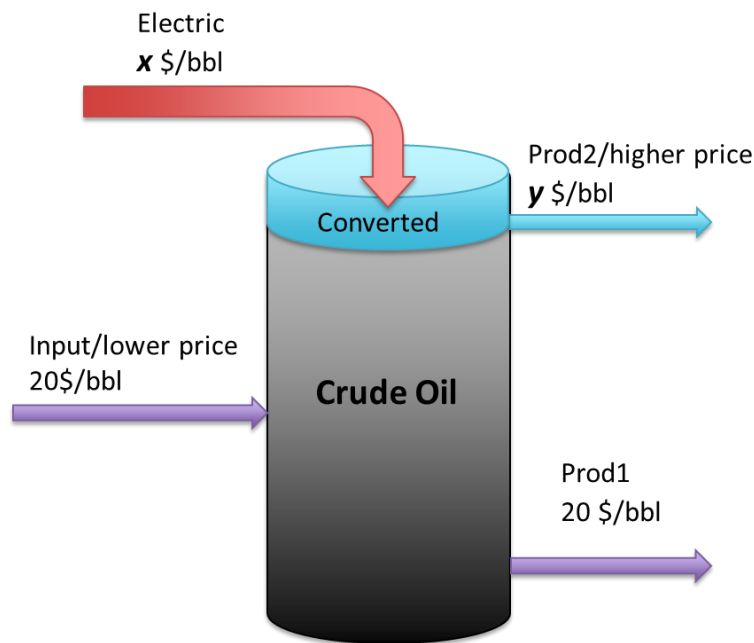 Electric
x $/bbl
Prod2/higher price
y $/bbl
Converted
Input/lower price
20$/bbl
Crude Oil
Prod1
20 $/bbl